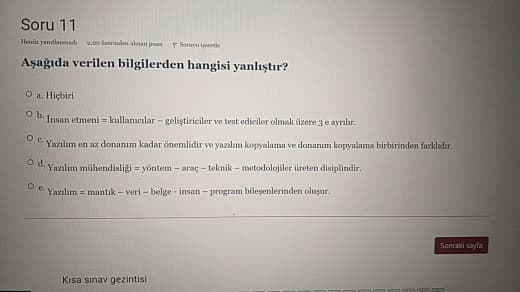 Soru 11
Henüz yanıtlanmadı 2,00 üzerinden alınan puan Soruyu işaretle
Aşağıda verilen bilgilerden hangisi yanlıştır?
a. Hiçbiri
b. İnsan etmeni = kullanıcılar – geliştiriciler ve test ediciler olmak üzere 3 e ayrılır.
c. Yazılım en az donanım kadar önemlidir ve yazılım kopyalama ve donanım kopyalama birbirinden farklıdır.
d. Yazılım mühendisliği = yöntem – araç – teknik – metodolojiler üreten disiplindir.
e. Yazılım = mantık – veri – belge - insan – program bileşenlerinden oluşur.
Sonraki sayfa
Kısa sınav gezintisi